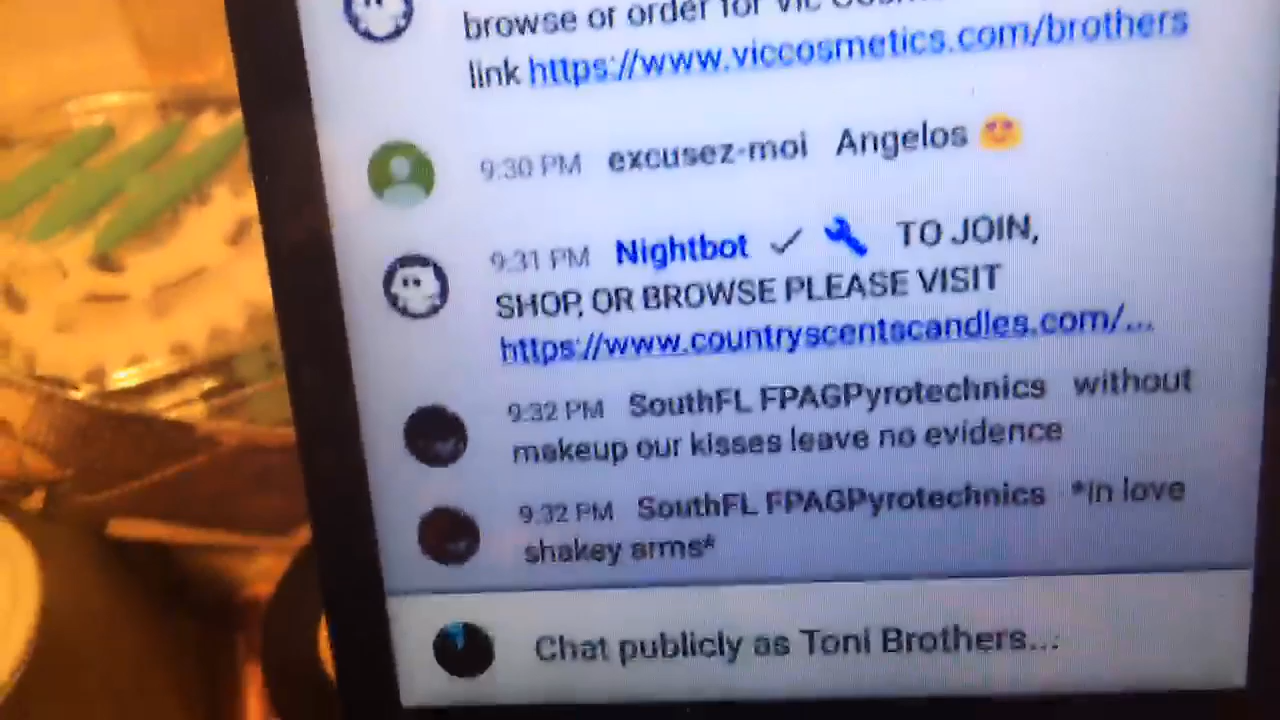 browse or order for Vic
link https://www.viccosmetics.com/brothers
9:30 PM excusez-moi Angelos 😍
9:31 PM Nightbot ✓ 🔧 TO JOIN,
SHOP, OR BROWSE PLEASE VISIT
https://www.countryscentscandles.com/...
9:32 PM SouthFL FPAGPyrotechnics without
makeup our kisses leave no evidence
9:32 PM SouthFL FPAGPyrotechnics *in love
shakey arms*
Chat publicly as Toni Brothers...